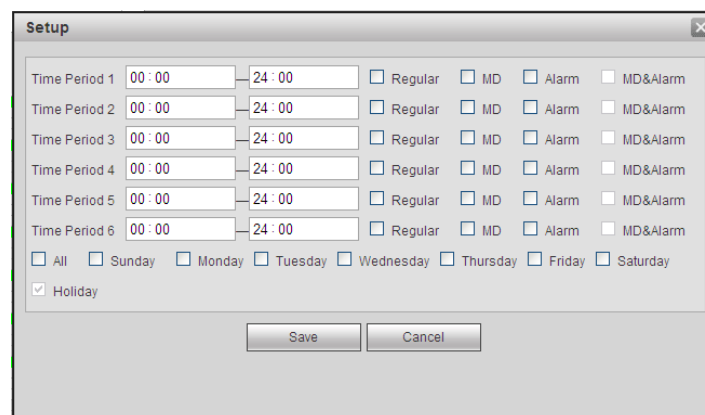 Setup
Time Period 1 00:00 — 24:00 Regular MD Alarm MD&Alarm
Time Period 2 00:00 — 24:00 Regular MD Alarm MD&Alarm
Time Period 3 00:00 — 24:00 Regular MD Alarm MD&Alarm
Time Period 4 00:00 — 24:00 Regular MD Alarm MD&Alarm
Time Period 5 00:00 — 24:00 Regular MD Alarm MD&Alarm
Time Period 6 00:00 — 24:00 Regular MD Alarm MD&Alarm
All Sunday Monday Tuesday Wednesday Thursday Friday Saturday
Holiday
Save Cancel